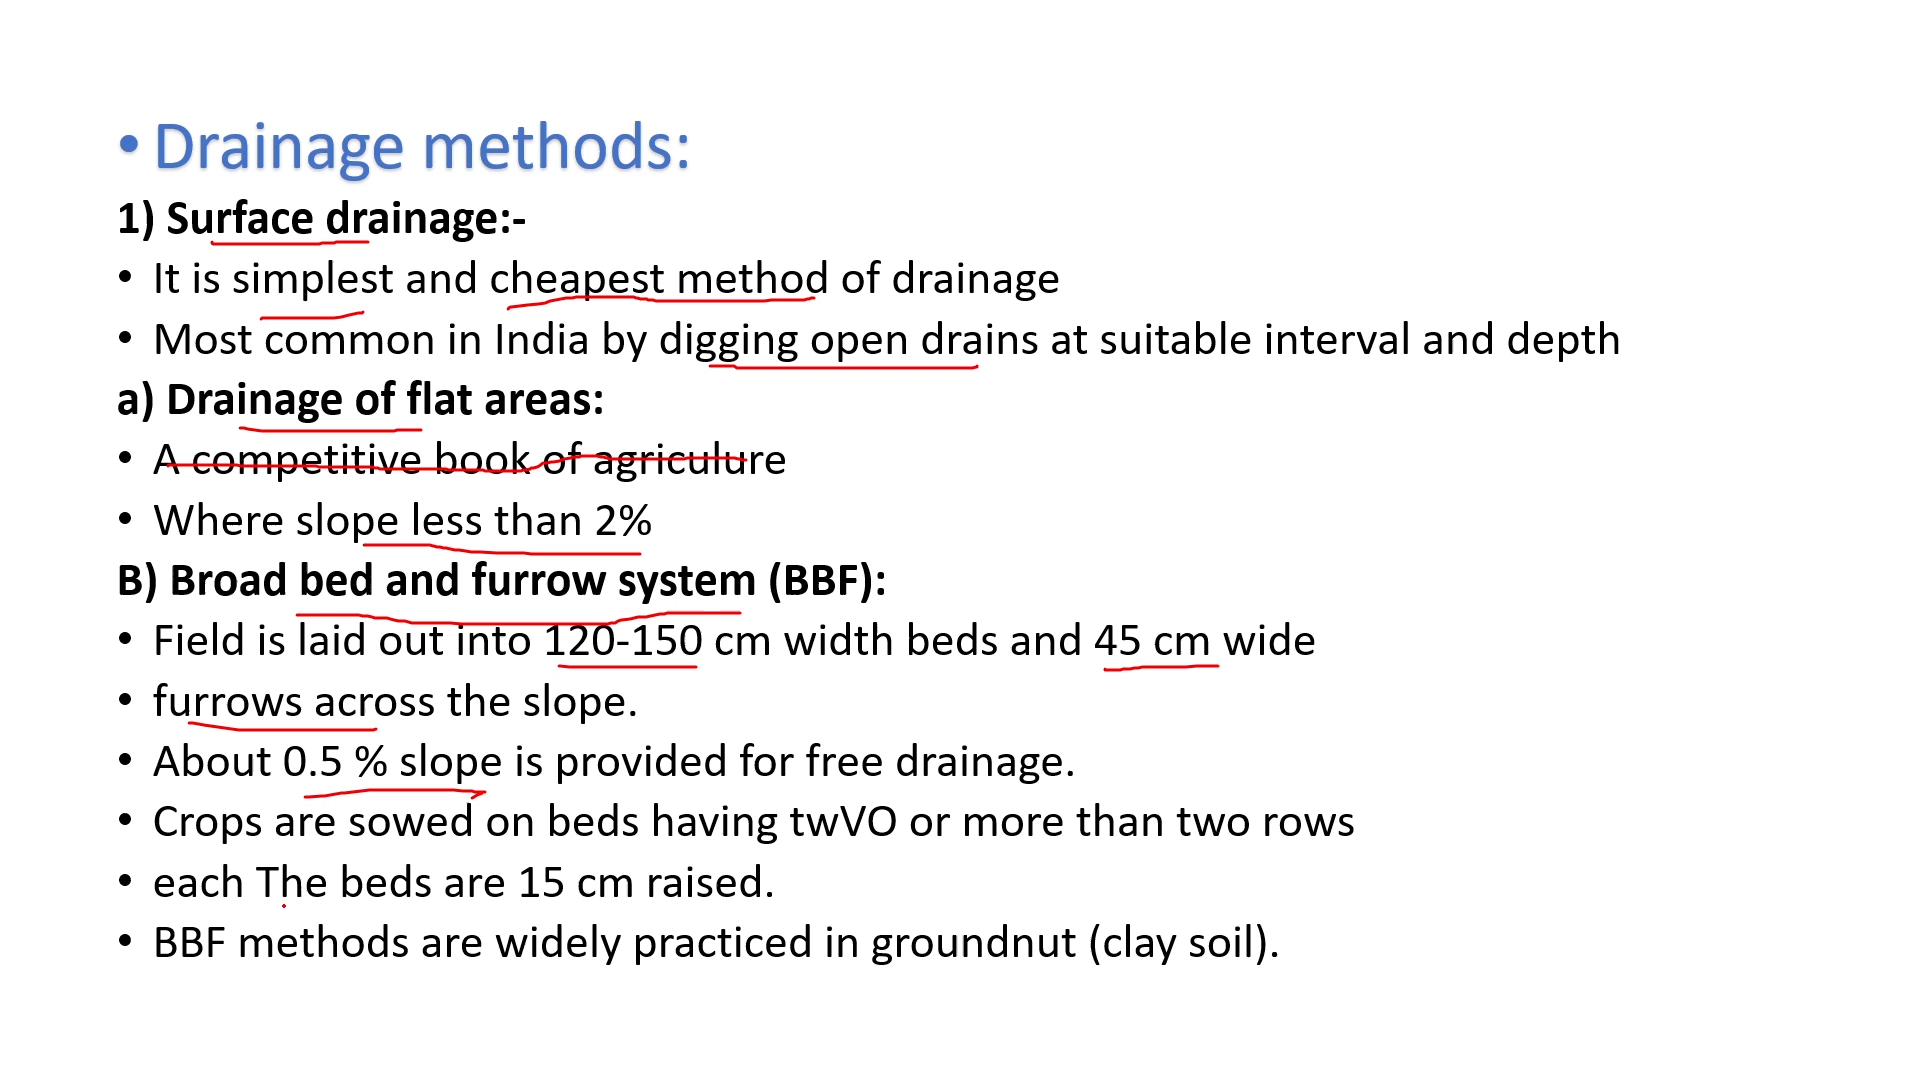 • Drainage methods:
1) Surface drainage:-
• It is simplest and cheapest method of drainage
• Most common in India by digging open drains at suitable interval and depth
a) Drainage of flat areas:
• A competitive book of agriculure
• Where slope less than 2%
B) Broad bed and furrow system (BBF):
• Field is laid out into 120-150 cm width beds and 45 cm wide
• furrows across the slope.
• About 0.5 % slope is provided for free drainage.
• Crops are sowed on beds having twVO or more than two rows
• each The beds are 15 cm raised.
• BBF methods are widely practiced in groundnut (clay soil).